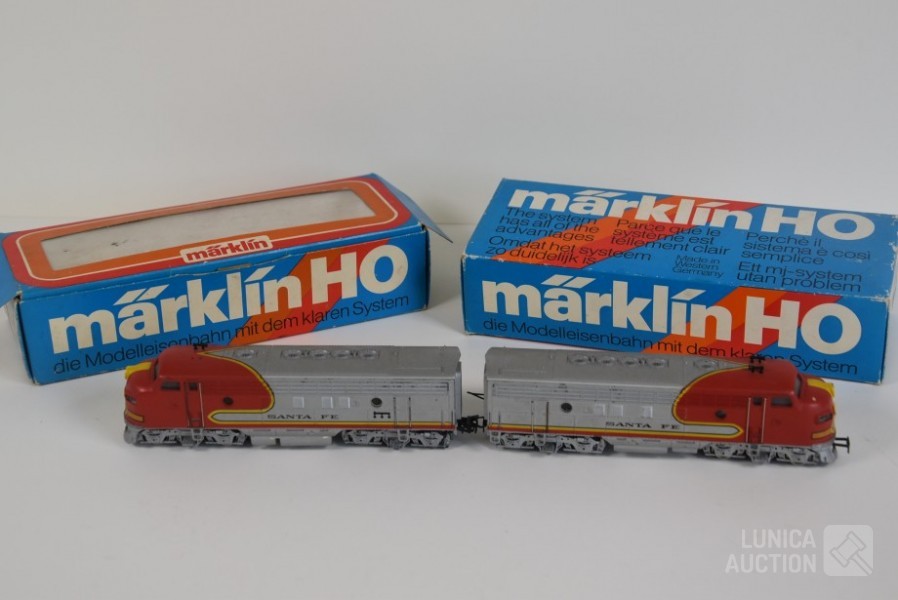 märklin
märklin HO
die Modelleisenbahn mit dem klaren System
märklin HO
The system
has all of the
advantages
Omdat het systeem
zo duidelijk is
Parce que le
système est
tellement clair
Made in
Western
Germany
Perché il
sistema è così
semplice
Ett mj-system
utan problem
märklin HO
die Modelleisenbahn mit dem klaren System
SANTA FE
SANTA FE
LUNICA
AUCTION